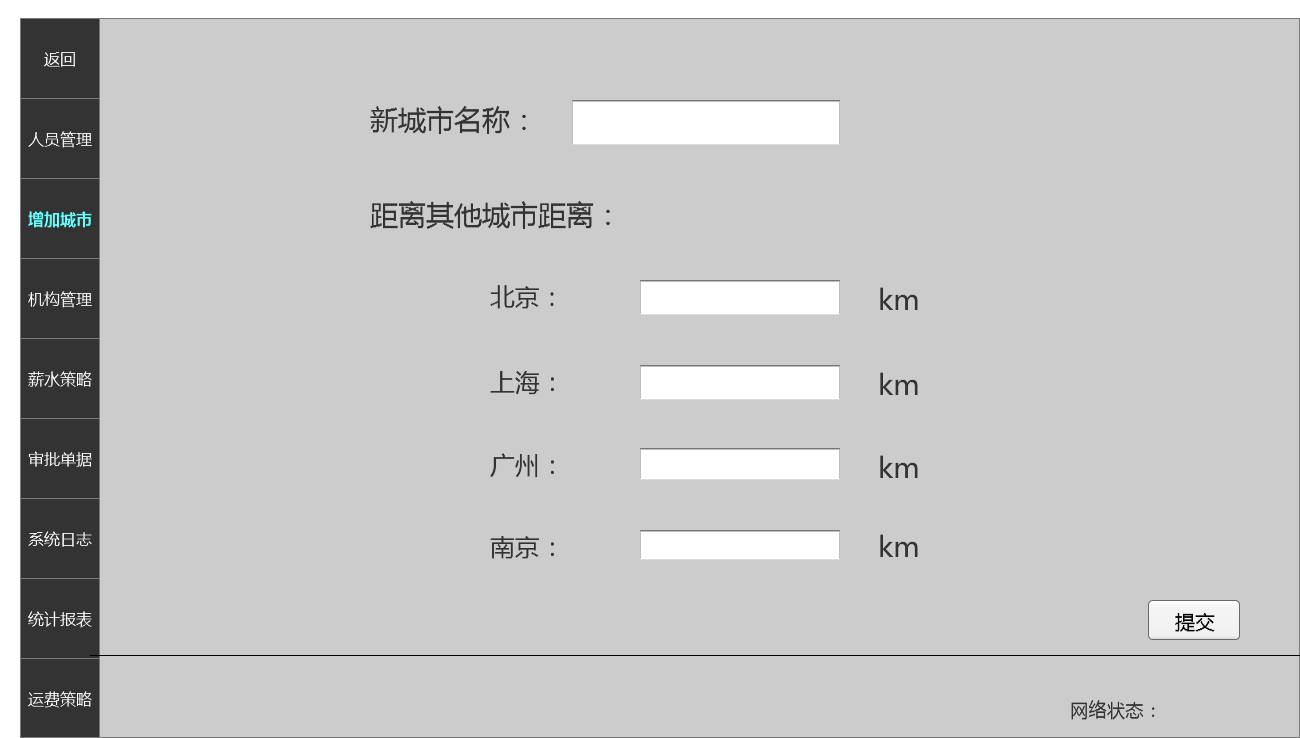 返回
人员管理
增加城市
机构管理
薪水策略
审批单据
系统日志
统计报表
运费策略
新城市名称：
距离其他城市距离：
北京： km
上海： km
广州： km
南京： km
提交
网络状态：